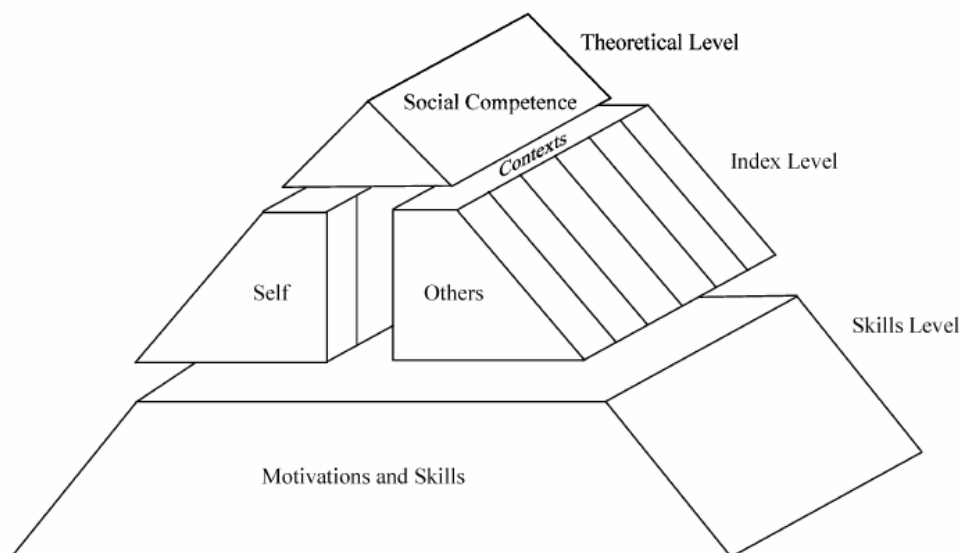 Theoretical Level
Social Competence
Contexts
Index Level
Self
Others
Skills Level
Motivations and Skills